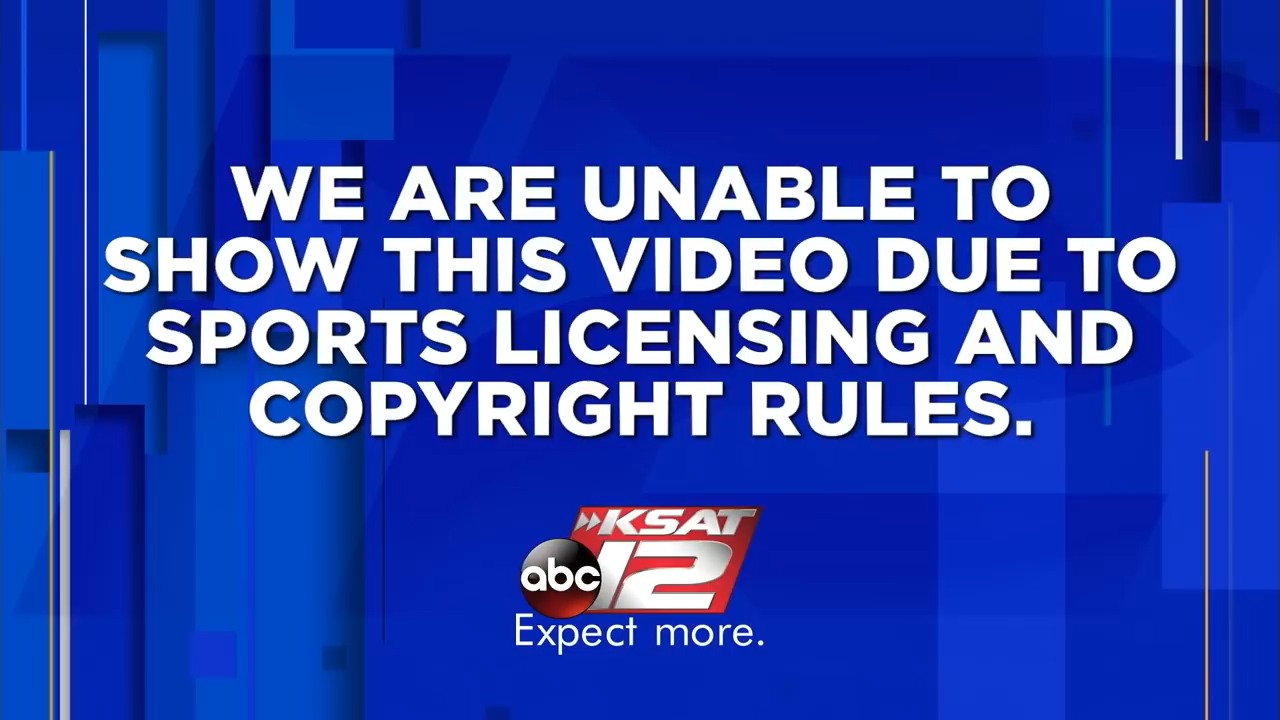 WE ARE UNABLE TO
SHOW THIS VIDEO DUE TO
SPORTS LICENSING AND
COPYRIGHT RULES.
KSAT
abc 12
Expect more.